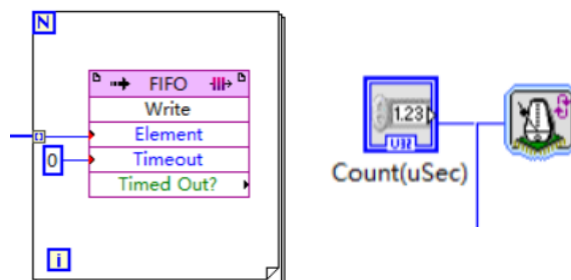 N
FIFO
Write
Element
Timeout
0
Timed Out?
i
1.23
U32
Count(uSec)